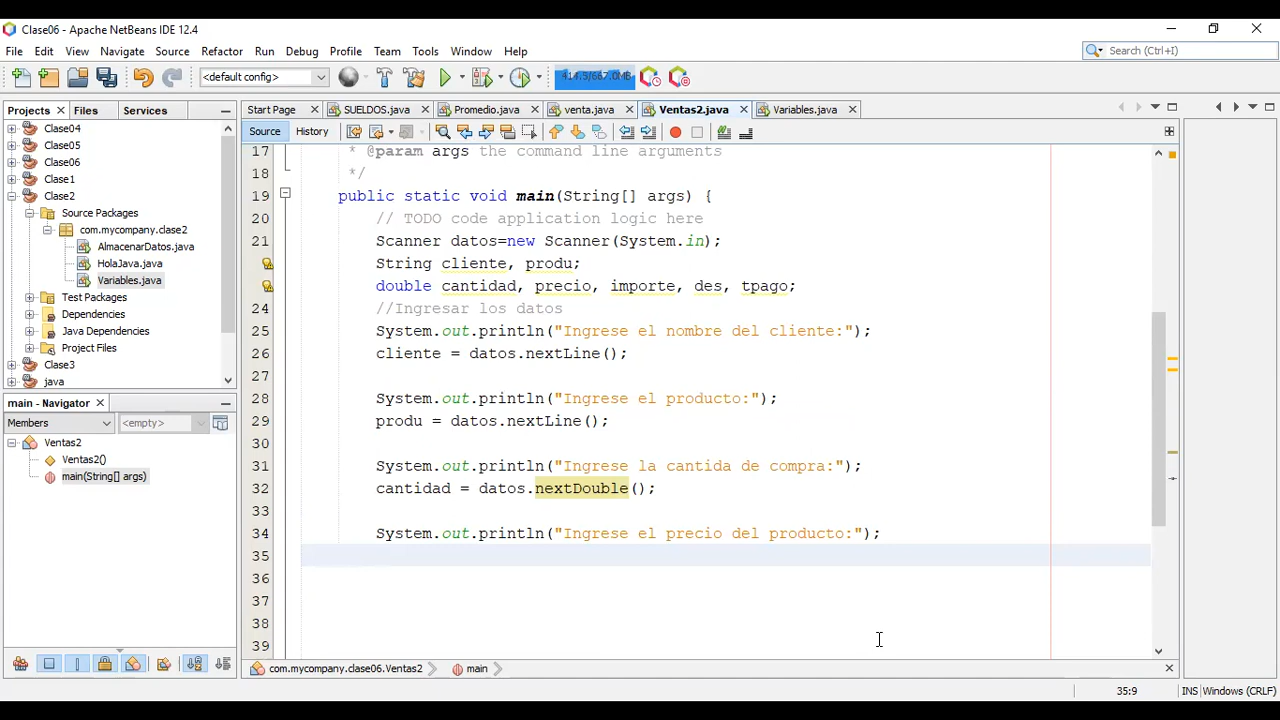 Clase06 - Apache NetBeans IDE 12.4
File Edit View Navigate Source Refactor Run Debug Profile Team Tools Window Help
Search (Ctrl+I)
<default config>
414.5/667.0MB
Projects Files Services
Start Page SUELDOS.java Promedio.java venta.java Ventas2.java Variables.java
Source History
Clase04
Clase05
Clase06
Clase1
Clase2
Source Packages
com.mycompany.clase2
AlmacenarDatos.java
HolaJava.java
Variables.java
Test Packages
Dependencies
Java Dependencies
Project Files
Clase3
java
main - Navigator
Members
<empty>
Ventas2
Ventas2()
main(String[] args)
17 * @param args the command line arguments
18 */
19 public static void main(String[] args) {
20 // TODO code application logic here
21 Scanner datos=new Scanner(System.in);
String cliente, produ;
double cantidad, precio, importe, des, tpago;
24 //Ingresar los datos
25 System.out.println("Ingrese el nombre del cliente:");
26 cliente = datos.nextLine();
27
28 System.out.println("Ingrese el producto:");
29 produ = datos.nextLine();
30
31 System.out.println("Ingrese la cantida de compra:");
32 cantidad = datos.nextDouble();
33
34 System.out.println("Ingrese el precio del producto:");
35
36
37
38
39
com.mycompany.clase06.Ventas2 main
35:9 INS Windows (CRLF)